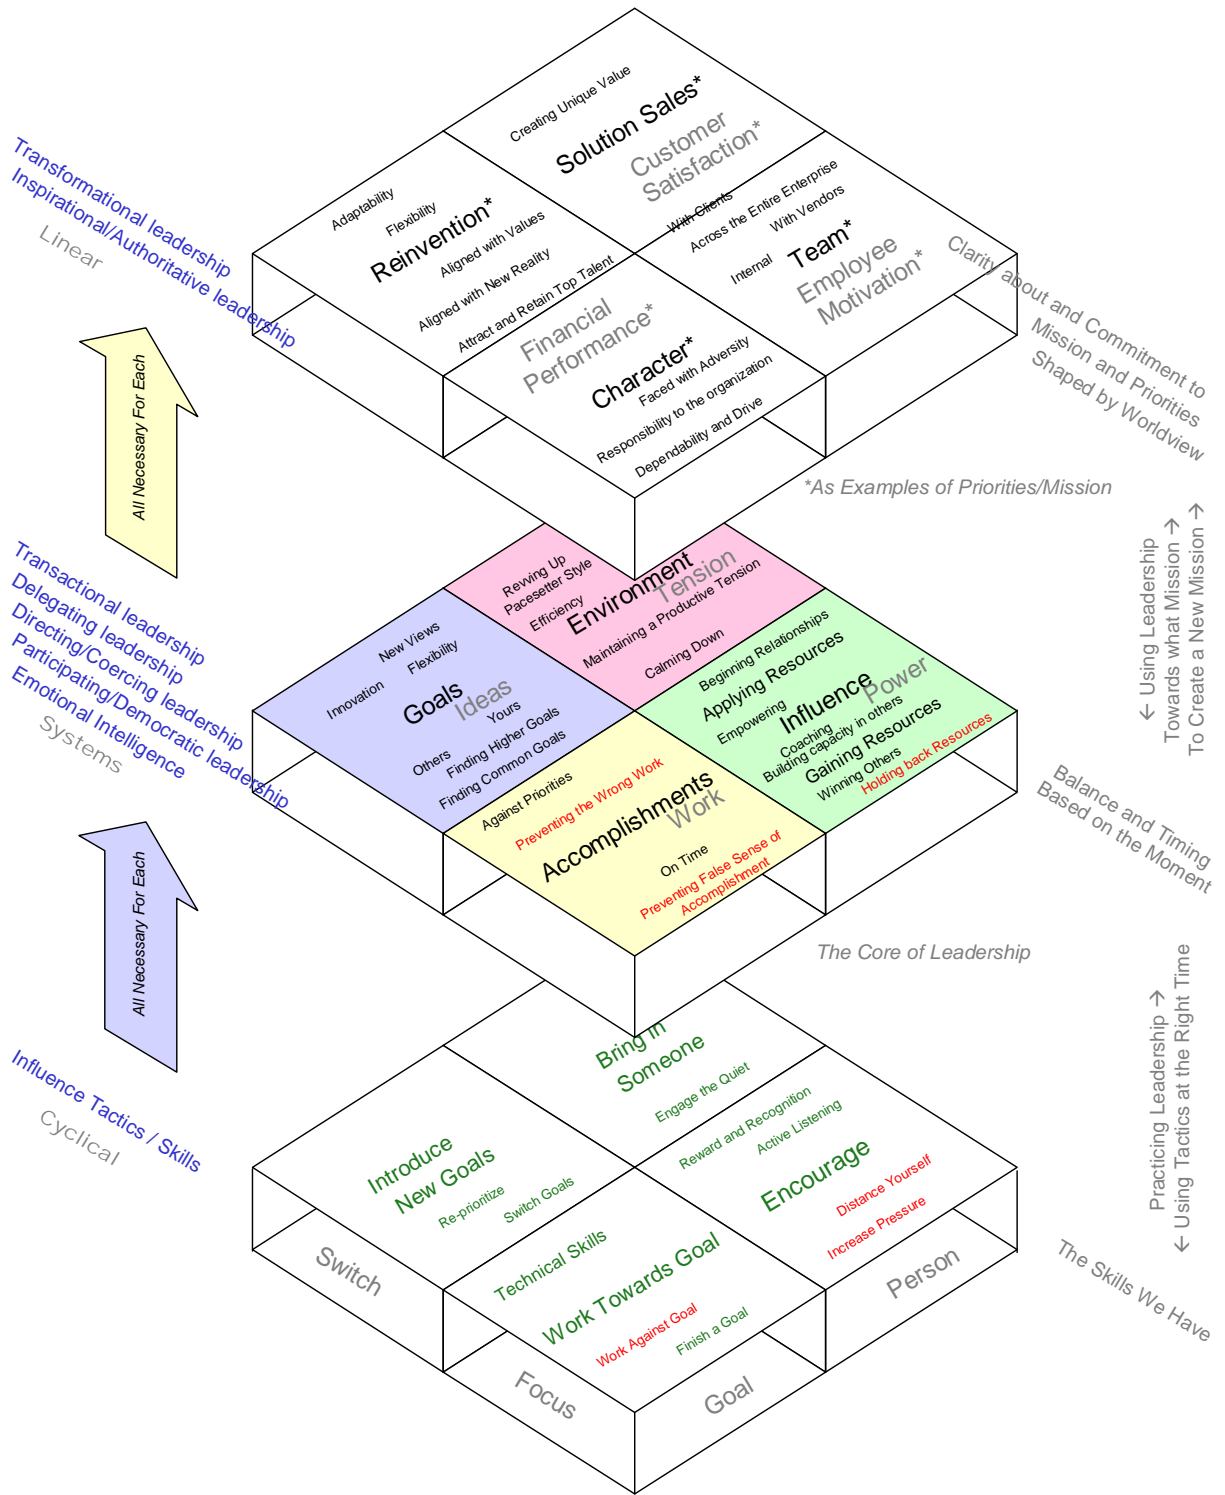 Creating Unique Value
Solution Sales*
Customer
Satisfaction*
Adaptability
Flexibility
Reinvention*
Aligned with Values
Aligned with New Reality
Attract and Retain Top Talent
With Clients
Across the Entire Enterprise
With Vendors
Internal
Team*
Employee
Motivation*
Financial
Performance*
Character*
Faced with Adversity
Responsibility to the organization
Dependability and Drive
Transformational leadership
Inspirational/Authoritative leadership
Linear
Clarity about and Commitment to
Mission and Priorities
Shaped by Worldview
*As Examples of Priorities/Mission
All Necessary For Each
← Using Leadership
Towards what Mission →
To Create a New Mission →
Revving Up
Pacesetter Style
Efficiency
Environment
Tension
Maintaining a Productive Tension
Calming Down
New Views
Flexibility
Innovation
Goals
Ideas
Yours
Others
Finding Higher Goals
Finding Common Goals
Beginning Relationships
Applying Resources
Empowering
Influence
Power
Coaching
Building capacity in others
Gaining Resources
Winning Others
Holding back Resources
Against Priorities
Preventing the Wrong Work
Accomplishments
Work
On Time
Preventing False Sense of
Accomplishment
Transactional leadership
Delegating leadership
Directing/Coercing leadership
Participating/Democratic leadership
Emotional Intelligence
Systems
Balance and Timing
Based on the Moment
The Core of Leadership
All Necessary For Each
Practicing Leadership →
← Using Tactics at the Right Time
Bring in
Someone
Engage the Quiet
Introduce
New Goals
Re-prioritize
Switch Goals
Reward and Recognition
Active Listening
Encourage
Distance Yourself
Increase Pressure
Technical Skills
Work Towards Goal
Work Against Goal
Finish a Goal
Influence Tactics / Skills
Cyclical
The Skills We Have
Switch
Focus
Goal
Person